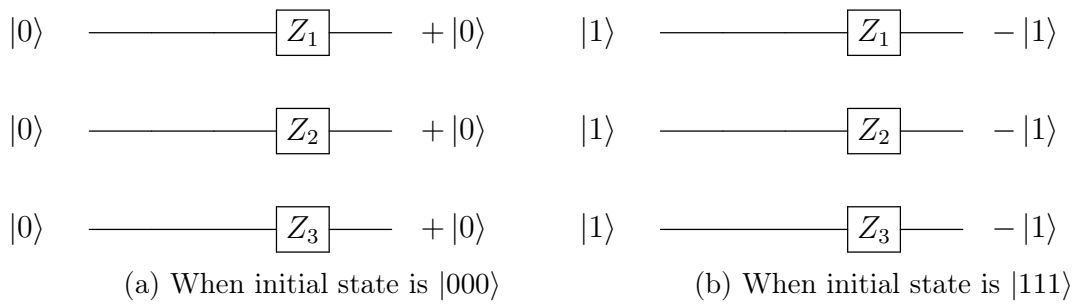 |0⟩ Z₁ + |0⟩ |1⟩ Z₁ − |1⟩
|0⟩ Z₂ + |0⟩ |1⟩ Z₂ − |1⟩
|0⟩ Z₃ + |0⟩ |1⟩ Z₃ − |1⟩
(a) When initial state is |000⟩ (b) When initial state is |111⟩